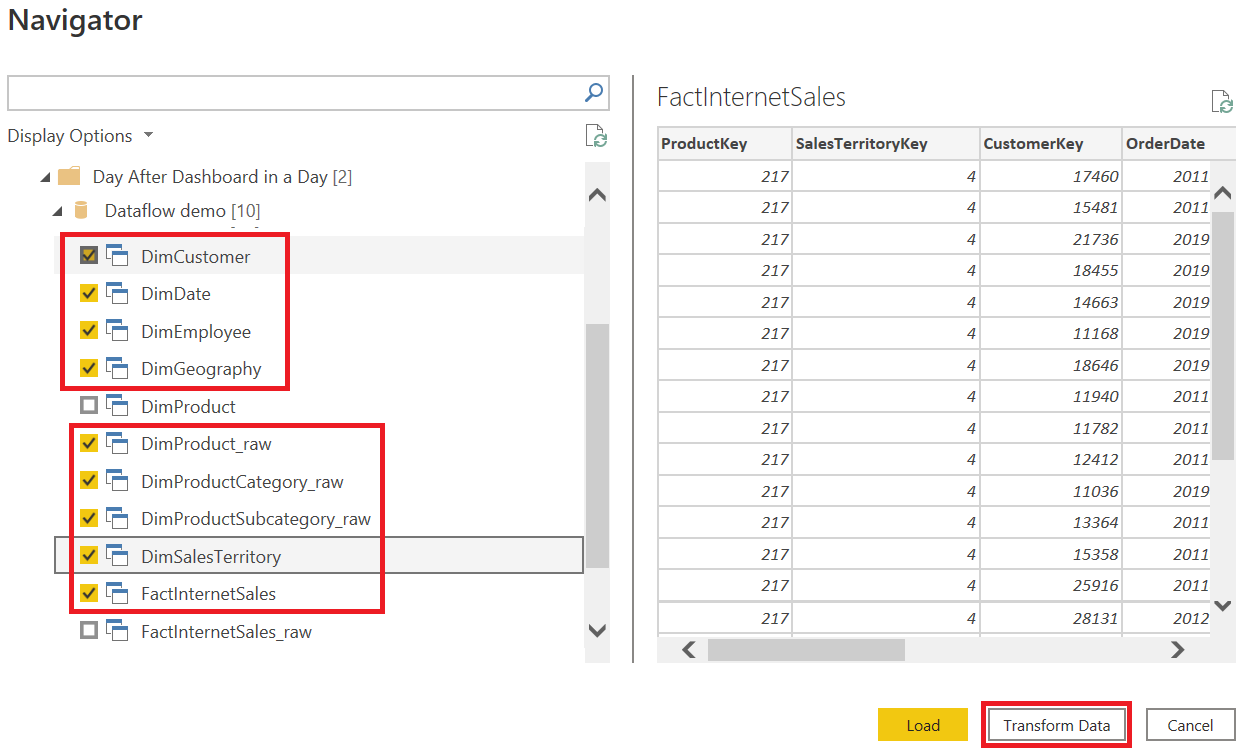 Navigator
Display Options
Day After Dashboard in a Day [2]
Dataflow demo [10]
DimCustomer
DimDate
DimEmployee
DimGeography
DimProduct
DimProduct_raw
DimProductCategory_raw
DimProductSubcategory_raw
DimSalesTerritory
FactInternetSales
FactInternetSales_raw
FactInternetSales
ProductKey SalesTerritoryKey CustomerKey OrderDate
217 4 17460 2011
217 4 15481 2011
217 4 21736 2019
217 4 18455 2019
217 4 14663 2019
217 4 11168 2019
217 4 18646 2019
217 4 11940 2011
217 4 11782 2011
217 4 12412 2011
217 4 11036 2019
217 4 13364 2011
217 4 15358 2011
217 4 25916 2011
217 4 28131 2012
Load Transform Data Cancel